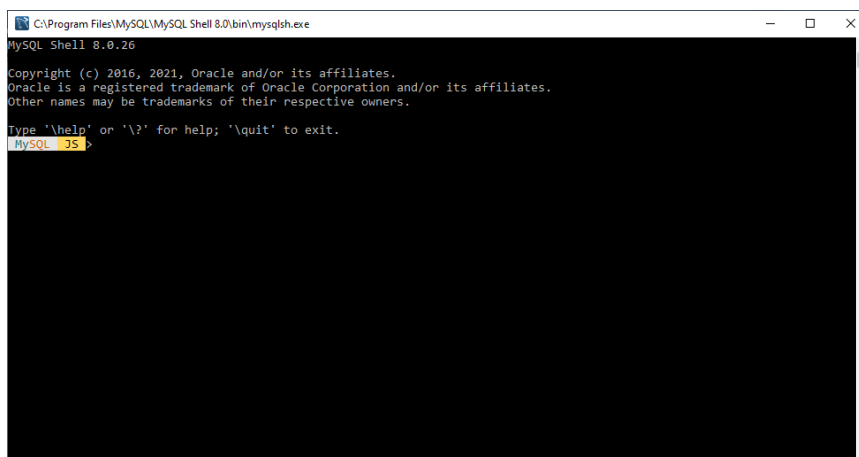 C:\Program Files\MySQL\MySQL Shell 8.0\bin\mysqlsh.exe
MySQL Shell 8.0.26
Copyright (c) 2016, 2021, Oracle and/or its affiliates.
Oracle is a registered trademark of Oracle Corporation and/or its affiliates.
Other names may be trademarks of their respective owners.
Type '\help' or '\?' for help; '\quit' to exit.
MySQL JS >